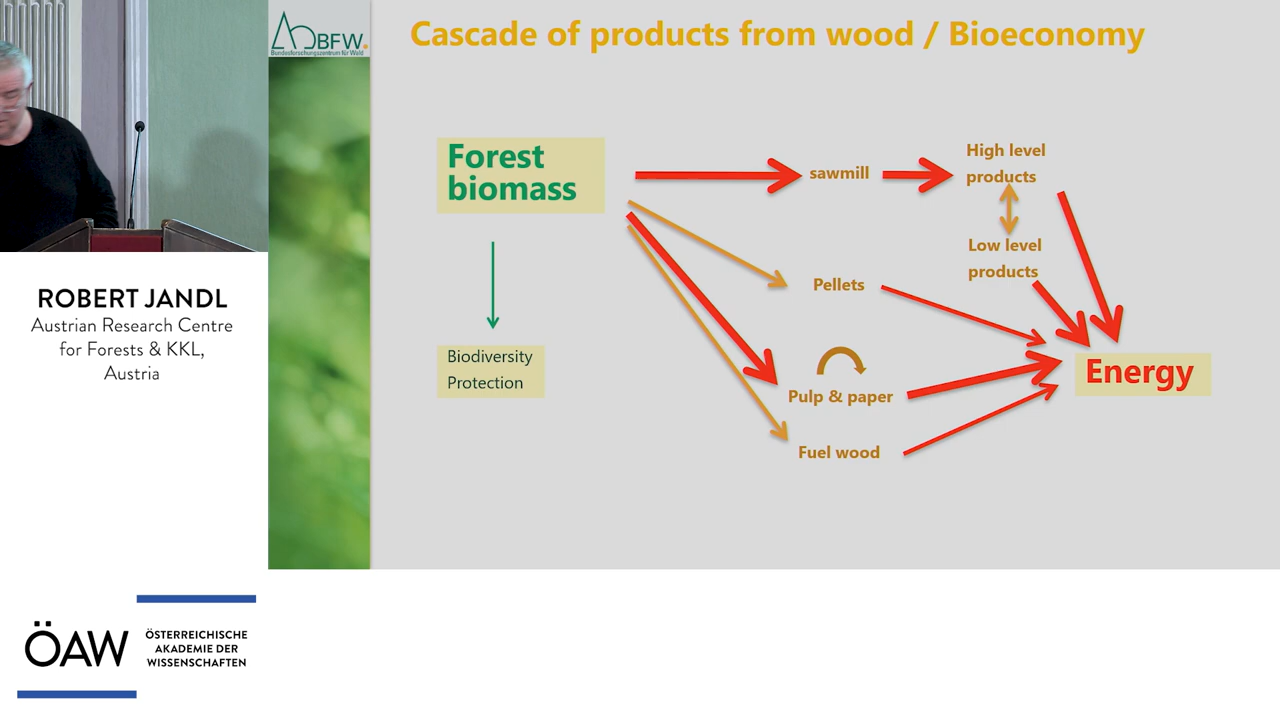 BFW.
Bundesforschungszentrum für Wald
Cascade of products from wood / Bioeconomy
Forest
biomass
sawmill
High level
products
Low level
products
Pellets
Biodiversity
Protection
Pulp & paper
Energy
Fuel wood
ROBERT JANDL
Austrian Research Centre
for Forests & KKL,
Austria
ÖAW
ÖSTERREICHISCHE
AKADEMIE DER
WISSENSCHAFTEN